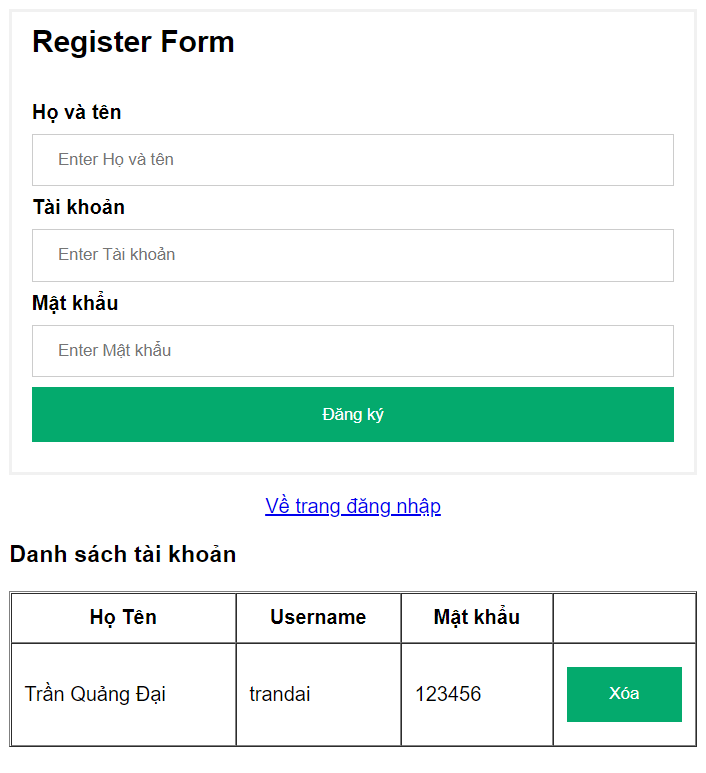 Register Form
Họ và tên
Enter Họ và tên
Tài khoản
Enter Tài khoản
Mật khẩu
Enter Mật khẩu
Đăng ký
Về trang đăng nhập
Danh sách tài khoản
Họ Tên Username Mật khẩu
Trần Quảng Đại trandai 123456 Xóa